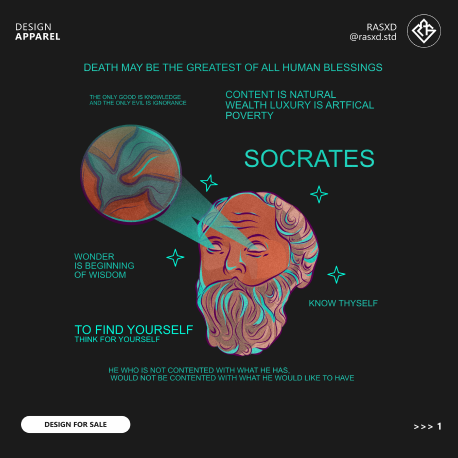 DESIGN
APPAREL
RASXD
@rasxd.std
DEATH MAY BE THE GREATEST OF ALL HUMAN BLESSINGS
THE ONLY GOOD IS KNOWLEDGE
AND THE ONLY EVIL IS IGNORANCE
CONTENT IS NATURAL
WEALTH LUXURY IS ARTFICAL
POVERTY
SOCRATES
WONDER
IS BEGINNING
OF WISDOM
KNOW THYSELF
TO FIND YOURSELF
THINK FOR YOURSELF
HE WHO IS NOT CONTENTED WITH WHAT HE HAS,
WOULD NOT BE CONTENTED WITH WHAT HE WOULD LIKE TO HAVE
DESIGN FOR SALE
>>> 1